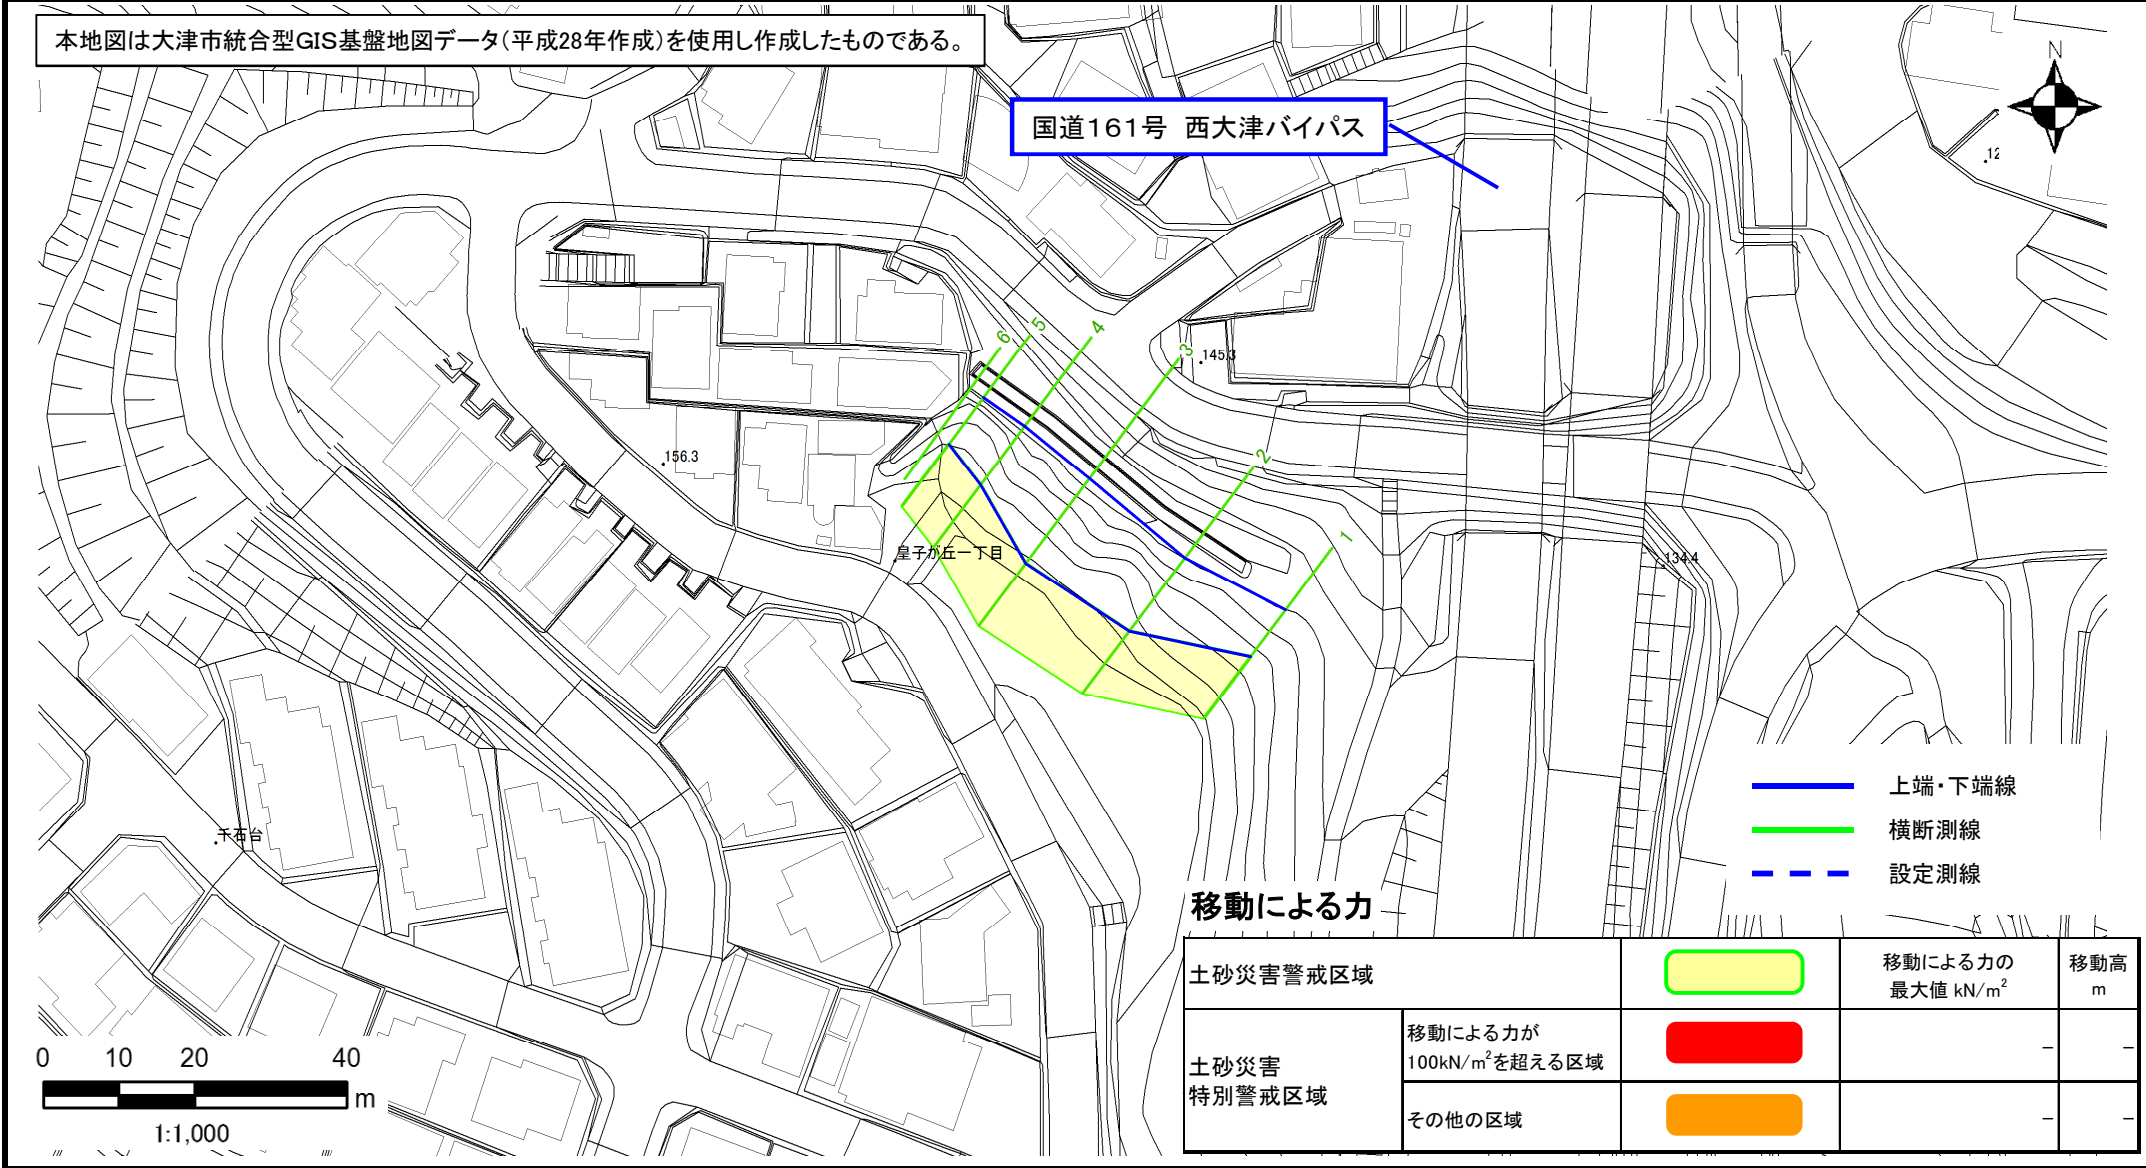 本地図は大津市統合型GIS基盤地図データ(平成28年作成)を使用し作成したものである。
N
国道161号 西大津バイパス
12
6
5
4
3
145.3
2
156.3
1
皇子が丘一丁目
134.4
千石台
上端・下端線
横断測線
設定測線
移動による力
土砂災害警戒区域
移動による力の
最大値 kN/m²
移動高
m
土砂災害
特別警戒区域
移動による力が
100kN/m²を超える区域
-
-
その他の区域
-
-
0 10 20 40
m
1:1,000